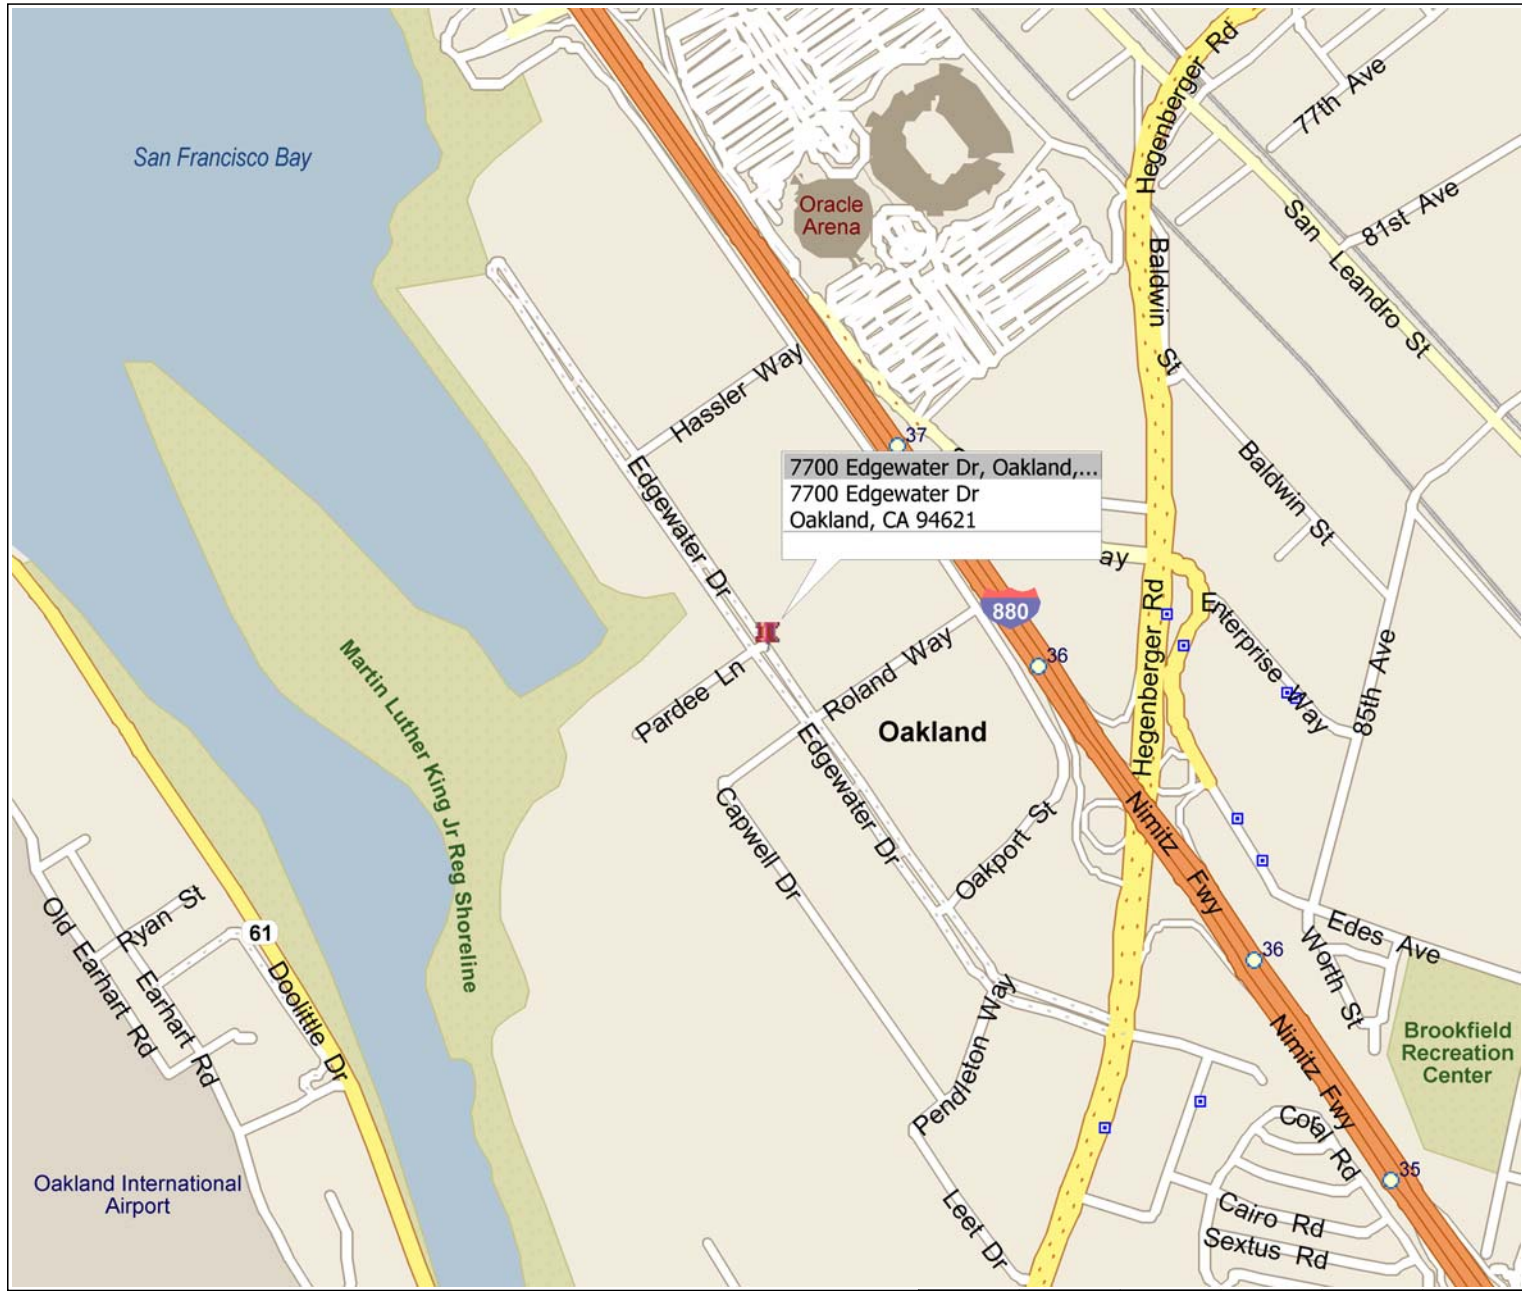 Hegenberger Rd
77th Ave
San Francisco Bay
Oracle
Arena
81st Ave
San Leandro St
Baldwin St
Hassler Way
37
Baldwin St
Edgewater Dr
7700 Edgewater Dr, Oakland,...
7700 Edgewater Dr
Oakland, CA 94621
ay
880
Enterprise Way
Hegenberger Rd
36
85th Ave
Roland Way
Pardee Ln
Martin Luther King Jr Reg Shoreline
Oakland
Edgewater Dr
Capwell Dr
Oakport St
Nimitz Fwy
Ryan St
Old Earhart Rd
Earhart Rd
61
Doolittle Dr
36
Edes Ave
Worth St
Pendleton Way
Nimitz Fwy
Brookfield
Recreation
Center
Coral Rd
35
Oakland International
Airport
Leet Dr
Cairo Rd
Sextus Rd